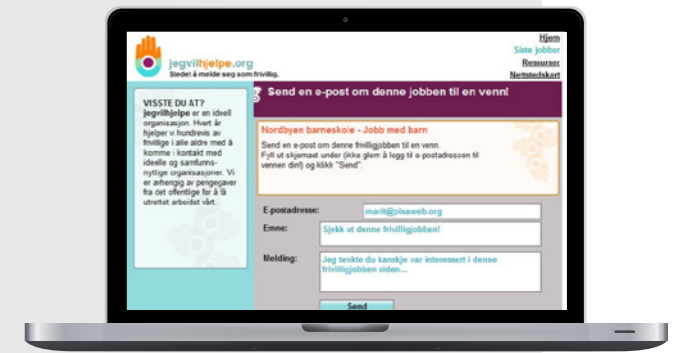 jegvilhjelpe.org
Stedet å melde seg som frivillig.
Hjem
Siste jobber
Ressurser
Nettstedskart
VISSTE DU AT?
jegvilhjelpe er en ideell
organisasjon. Hvert år
hjelper vi hundrevis av
frivilige i alle aldre med å
komme i kontakt med
ideelle og samfunns-
nyttige organisasjoner. Vi
er avhengig av pengegaver
fra det offentlige for å få
utrettet arbeidet vårt.
Send en e-post om denne jobben til en venn!
Nordbyen barneskole - Jobb med barn
Send en e-post om denne frivilligjobben til en venn.
Fyll ut skjemaet under (ikke glem å legg til e-postadressen til
vennen din!) og klikk "Send".
E-postadresse:
marit@pisaweb.org
Emne:
Sjekk ut denne frivilligjobben!
Melding:
Jeg tenkte du kanskje var interessert i denne
frivilligjobben siden...
Send